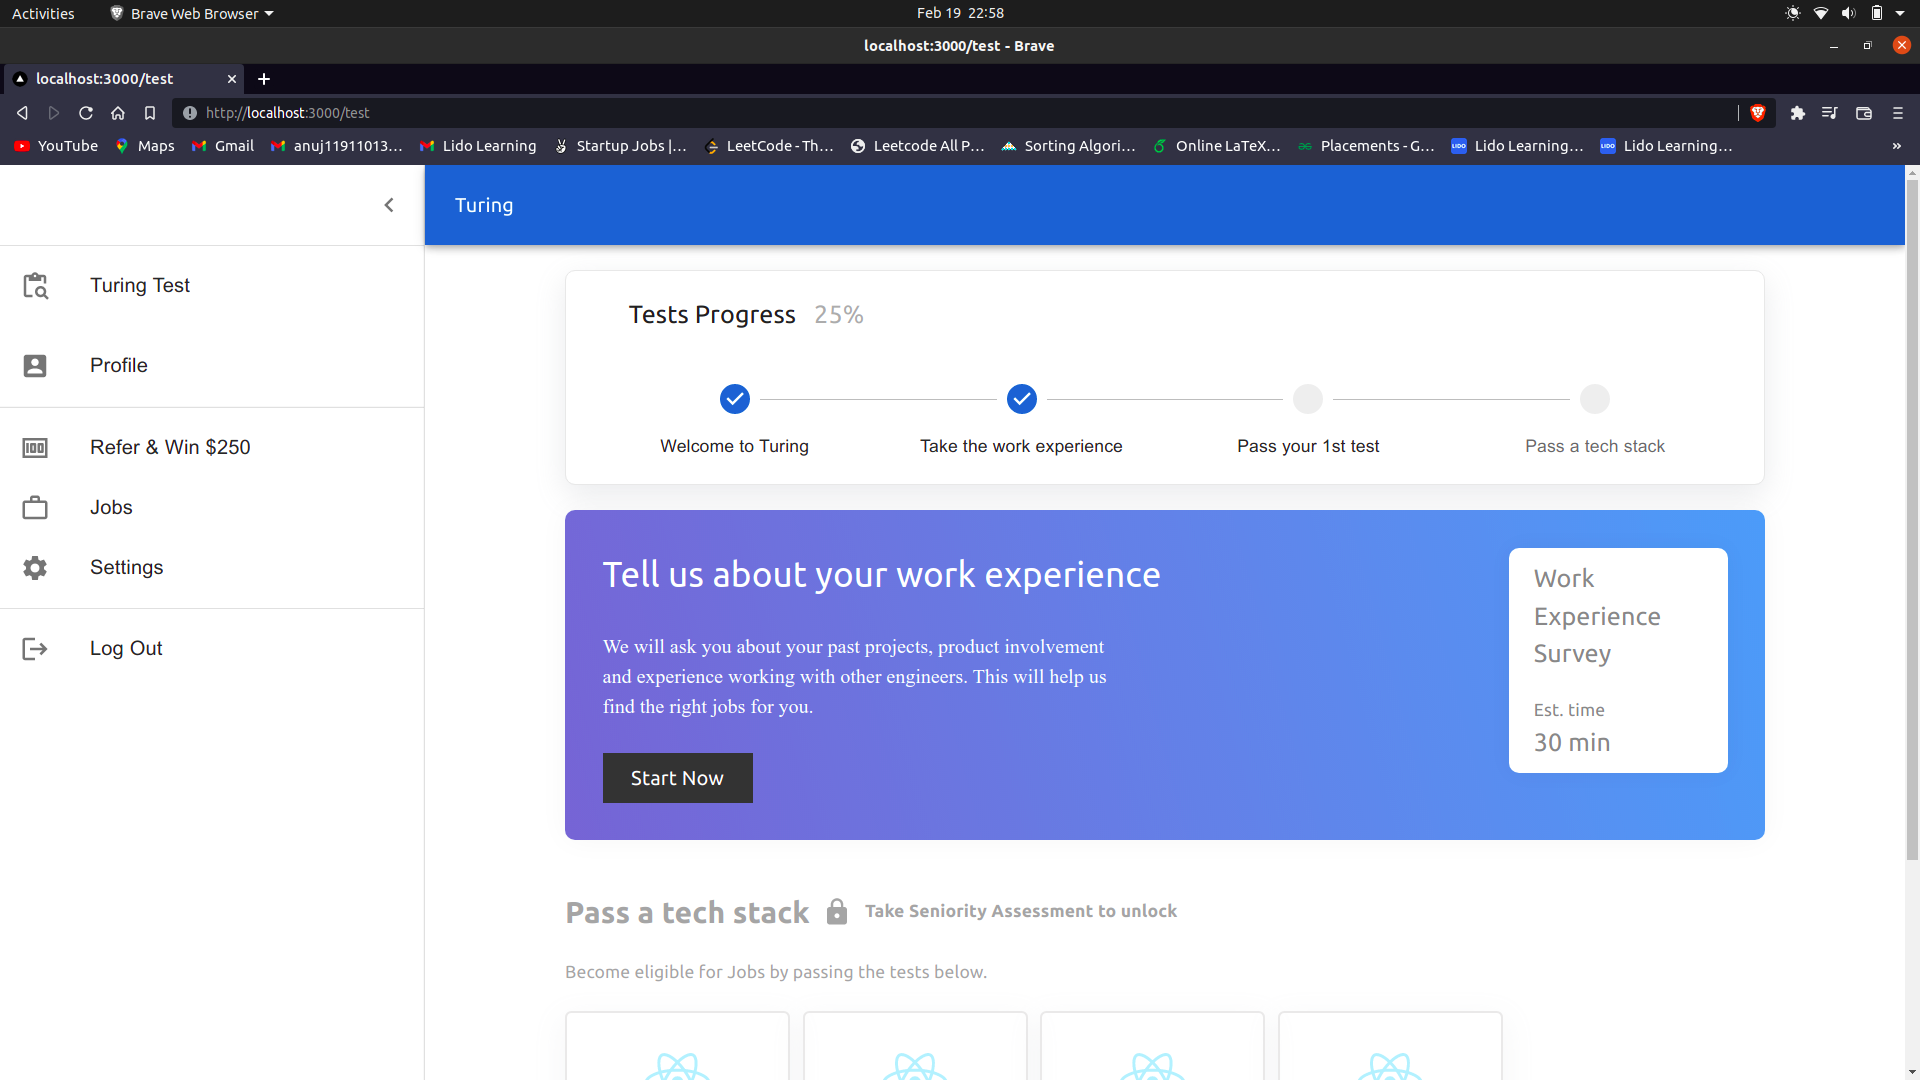 Activities
Brave Web Browser
Feb 19 22:58
localhost:3000/test - Brave
localhost:3000/test
http://localhost:3000/test
YouTube
Maps
Gmail
anuj11911013...
Lido Learning
Startup Jobs |...
LeetCode - Th...
Leetcode All P...
Sorting Algori...
Online LaTeX...
Placements - G...
LIDO
Lido Learning...
LIDO
Lido Learning...
»
Turing
Turing Test
Profile
100
Refer & Win $250
Jobs
Settings
Log Out
Tests Progress 25%
Welcome to Turing
Take the work experience
Pass your 1st test
Pass a tech stack
Tell us about your work experience
We will ask you about your past projects, product involvement
and experience working with other engineers. This will help us
find the right jobs for you.
Start Now
Work
Experience
Survey
Est. time
30 min
Pass a tech stack
Take Seniority Assessment to unlock
Become eligible for Jobs by passing the tests below.